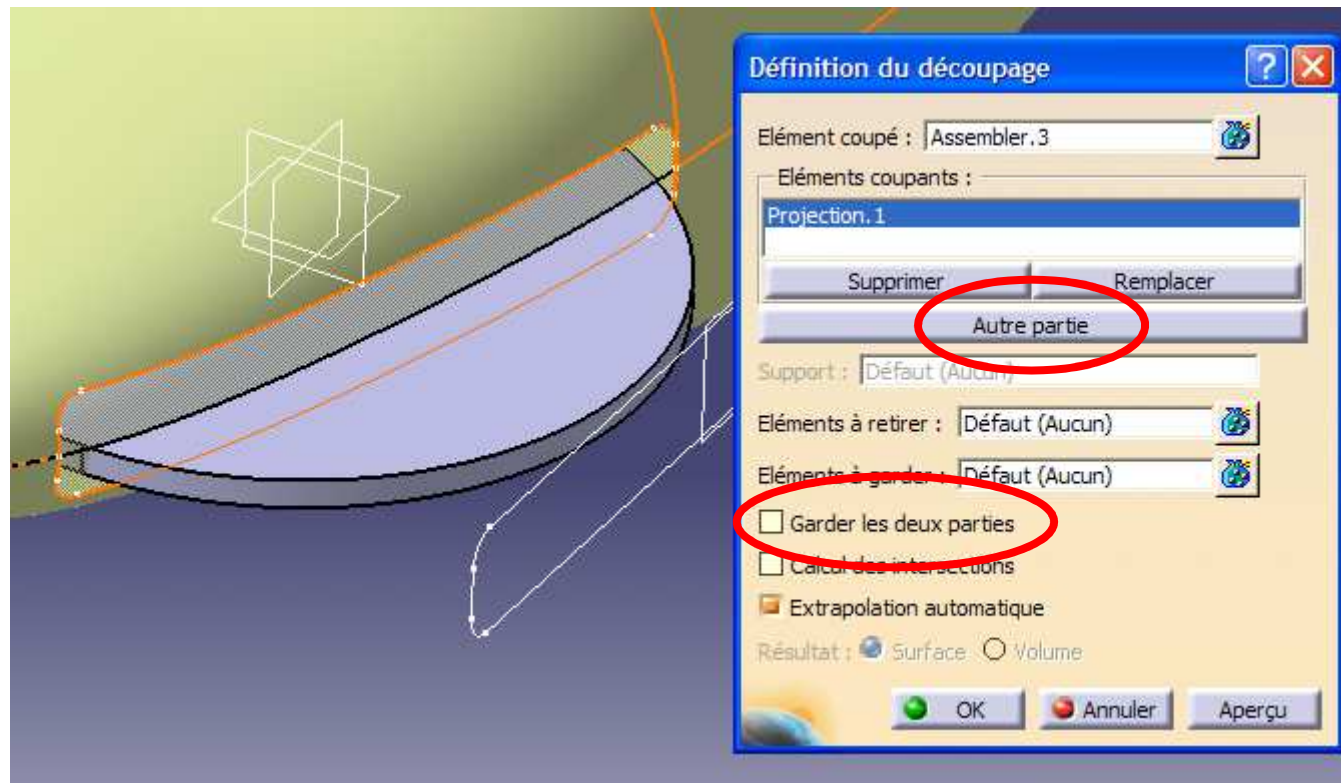 Définition du découpage
Elément coupé : Assembler.3
Eléments coupants :
Projection.1
Supprimer Remplacer
Autre partie
Support : Défaut (Aucun)
Eléments à retirer : Défaut (Aucun)
Eléments à garder : Défaut (Aucun)
Garder les deux parties
Calcul des intersections
Extrapolation automatique
Résultat : Surface Volume
OK Annuler Aperçu